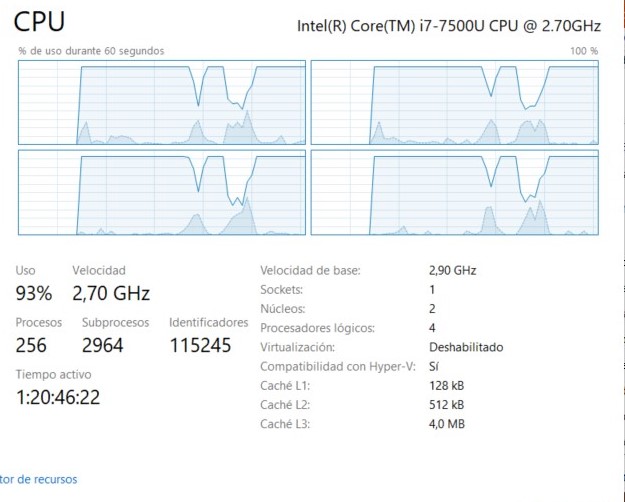 CPU Intel(R) Core(TM) i7-7500U CPU @ 2.70GHz
% de uso durante 60 segundos 100 %
Uso Velocidad
93% 2,70 GHz
Procesos Subprocesos Identificadores
256 2964 115245
Tiempo activo
1:20:46:22
Velocidad de base: 2,90 GHz
Sockets: 1
Núcleos: 2
Procesadores lógicos: 4
Virtualización: Deshabilitado
Compatibilidad con Hyper-V: Sí
Caché L1: 128 kB
Caché L2: 512 kB
Caché L3: 4,0 MB
tor de recursos